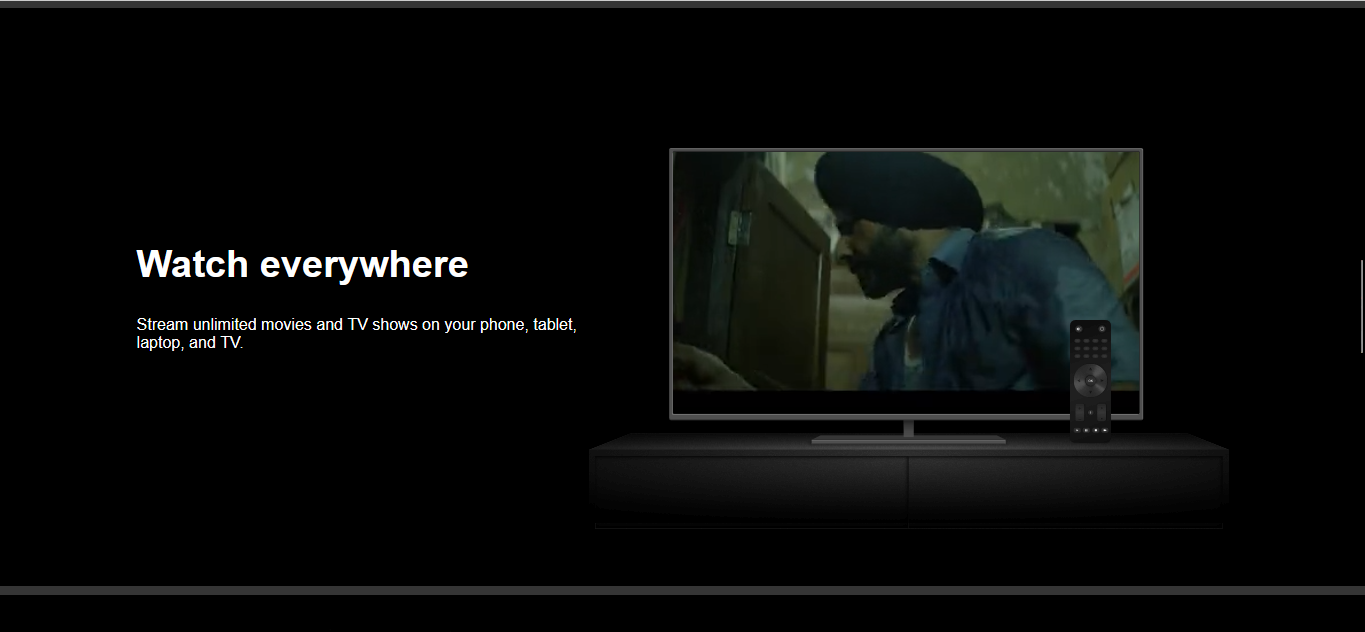 Watch everywhere
Stream unlimited movies and TV shows on your phone, tablet,
laptop, and TV.